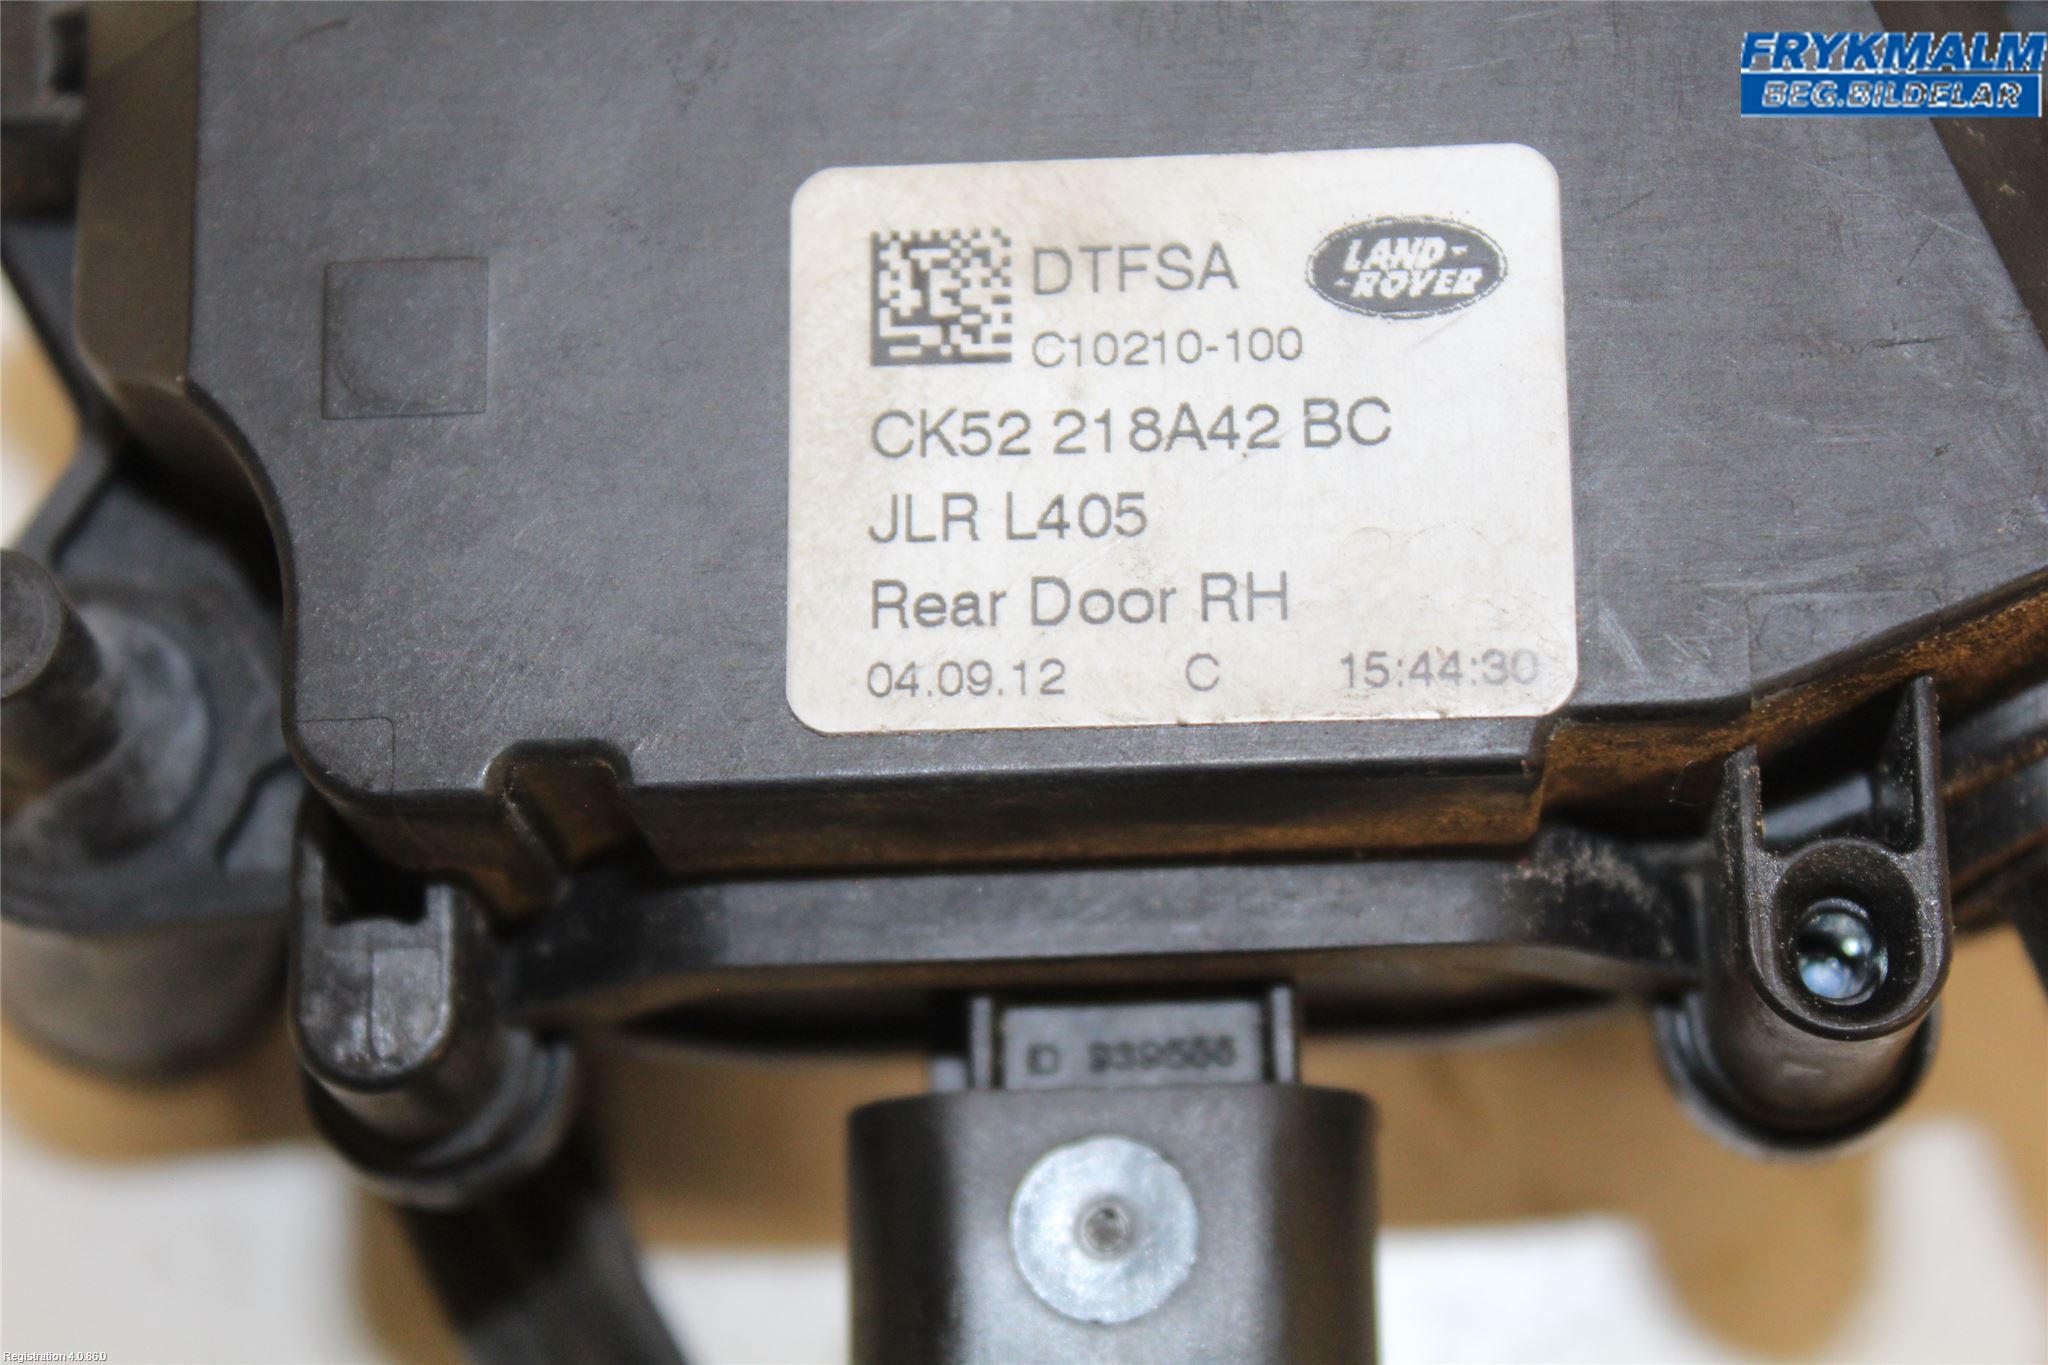 FRYKMALM
BEG.BILDELAR
DTFSA
LAND-
-ROVER
C10210-100
CK52 218A42 BC
JLR L405
Rear Door RH
04.09.12 C 15:44:30
ID
Registration 4.0.86.0